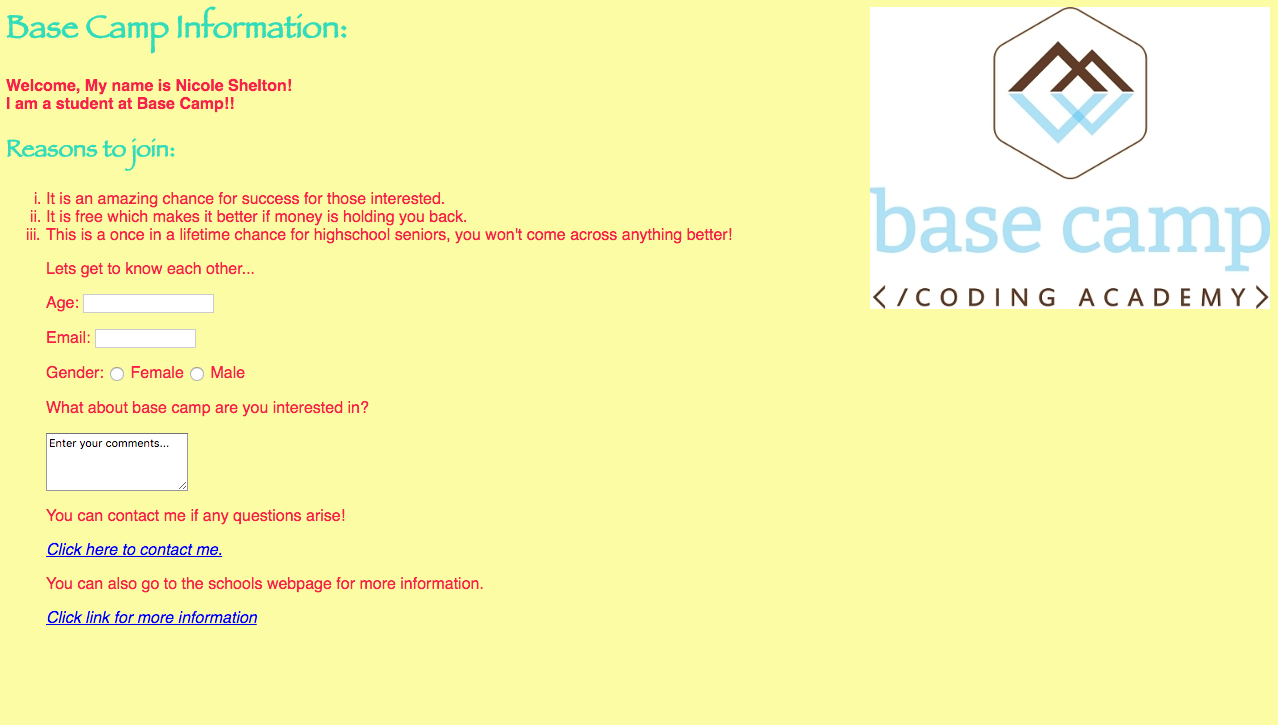 Base Camp Information:
Welcome, My name is Nicole Shelton!
I am a student at Base Camp!!
Reasons to join:
i. It is an amazing chance for success for those interested.
ii. It is free which makes it better if money is holding you back.
iii. This is a once in a lifetime chance for highschool seniors, you won't come across anything better!
Lets get to know each other...
Age:
Email:
Gender: Female Male
What about base camp are you interested in?
Enter your comments...
You can contact me if any questions arise!
Click here to contact me.
You can also go to the schools webpage for more information.
Click link for more information
base camp
</CODING ACADEMY>